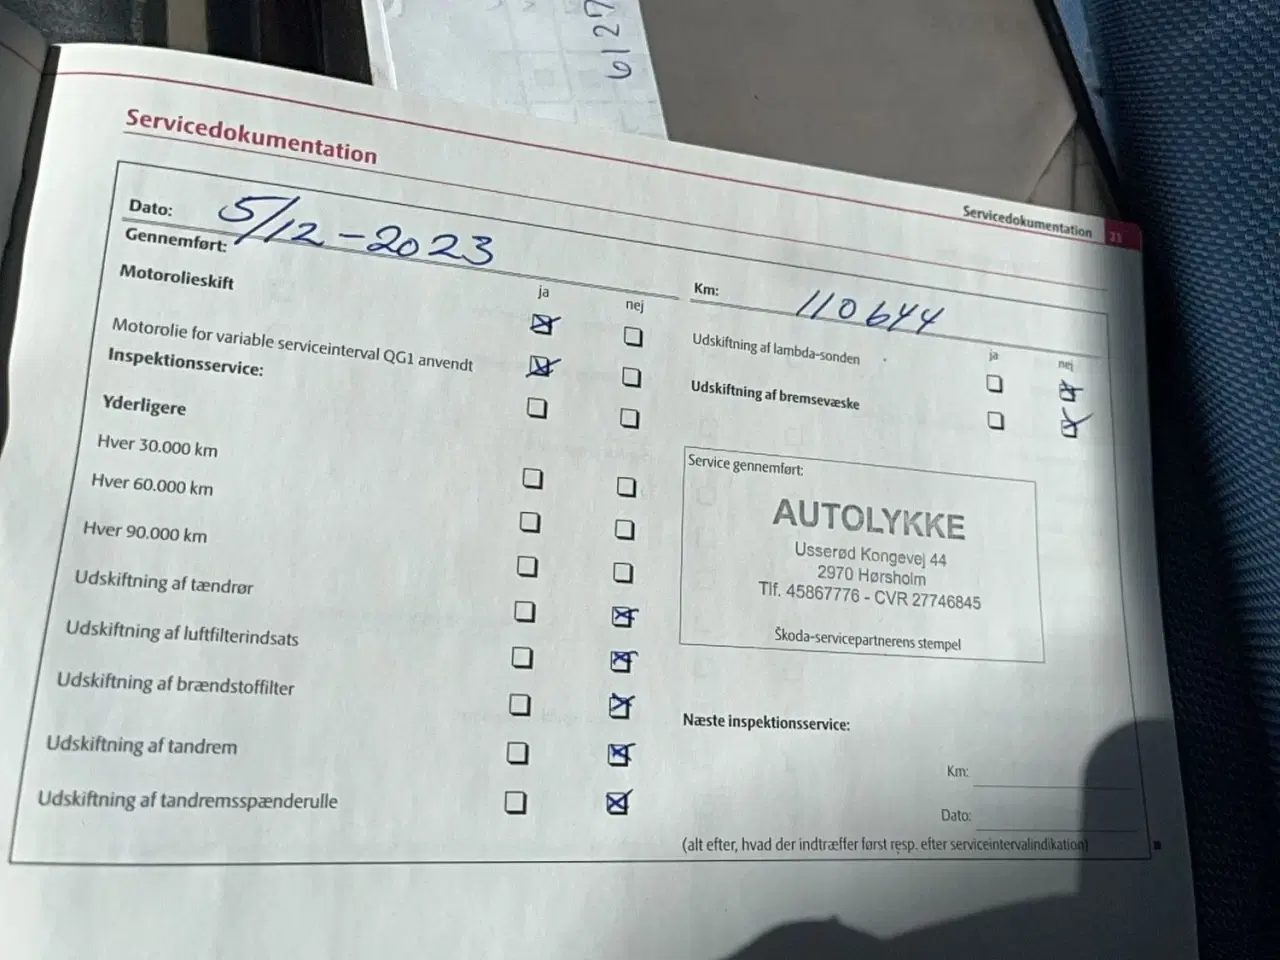 6127
Servicedokumentation
Servicedokumentation 31
Dato: 5/12-2023
Gennemført:
Motorolieskift
ja nej
Motorolie for variable serviceinterval QG1 anvendt
Inspektionsservice:
Yderligere
Hver 30.000 km
Hver 60.000 km
Hver 90.000 km
Udskiftning af tændrør
Udskiftning af luftfilterindsats
Udskiftning af brændstoffilter
Udskiftning af tandrem
Udskiftning af tandremsspænderulle
Km: 110644
ja nej
Udskiftning af lambda-sonden
Udskiftning af bremsevæske
Service gennemført:
AUTOLYKKE
Usserød Kongevej 44
2970 Hørsholm
Tlf. 45867776 - CVR 27746845
Škoda-servicepartnerens stempel
Næste inspektionsservice:
Km:
Dato:
(alt efter, hvad der indtræffer først resp. efter serviceintervalindikation)